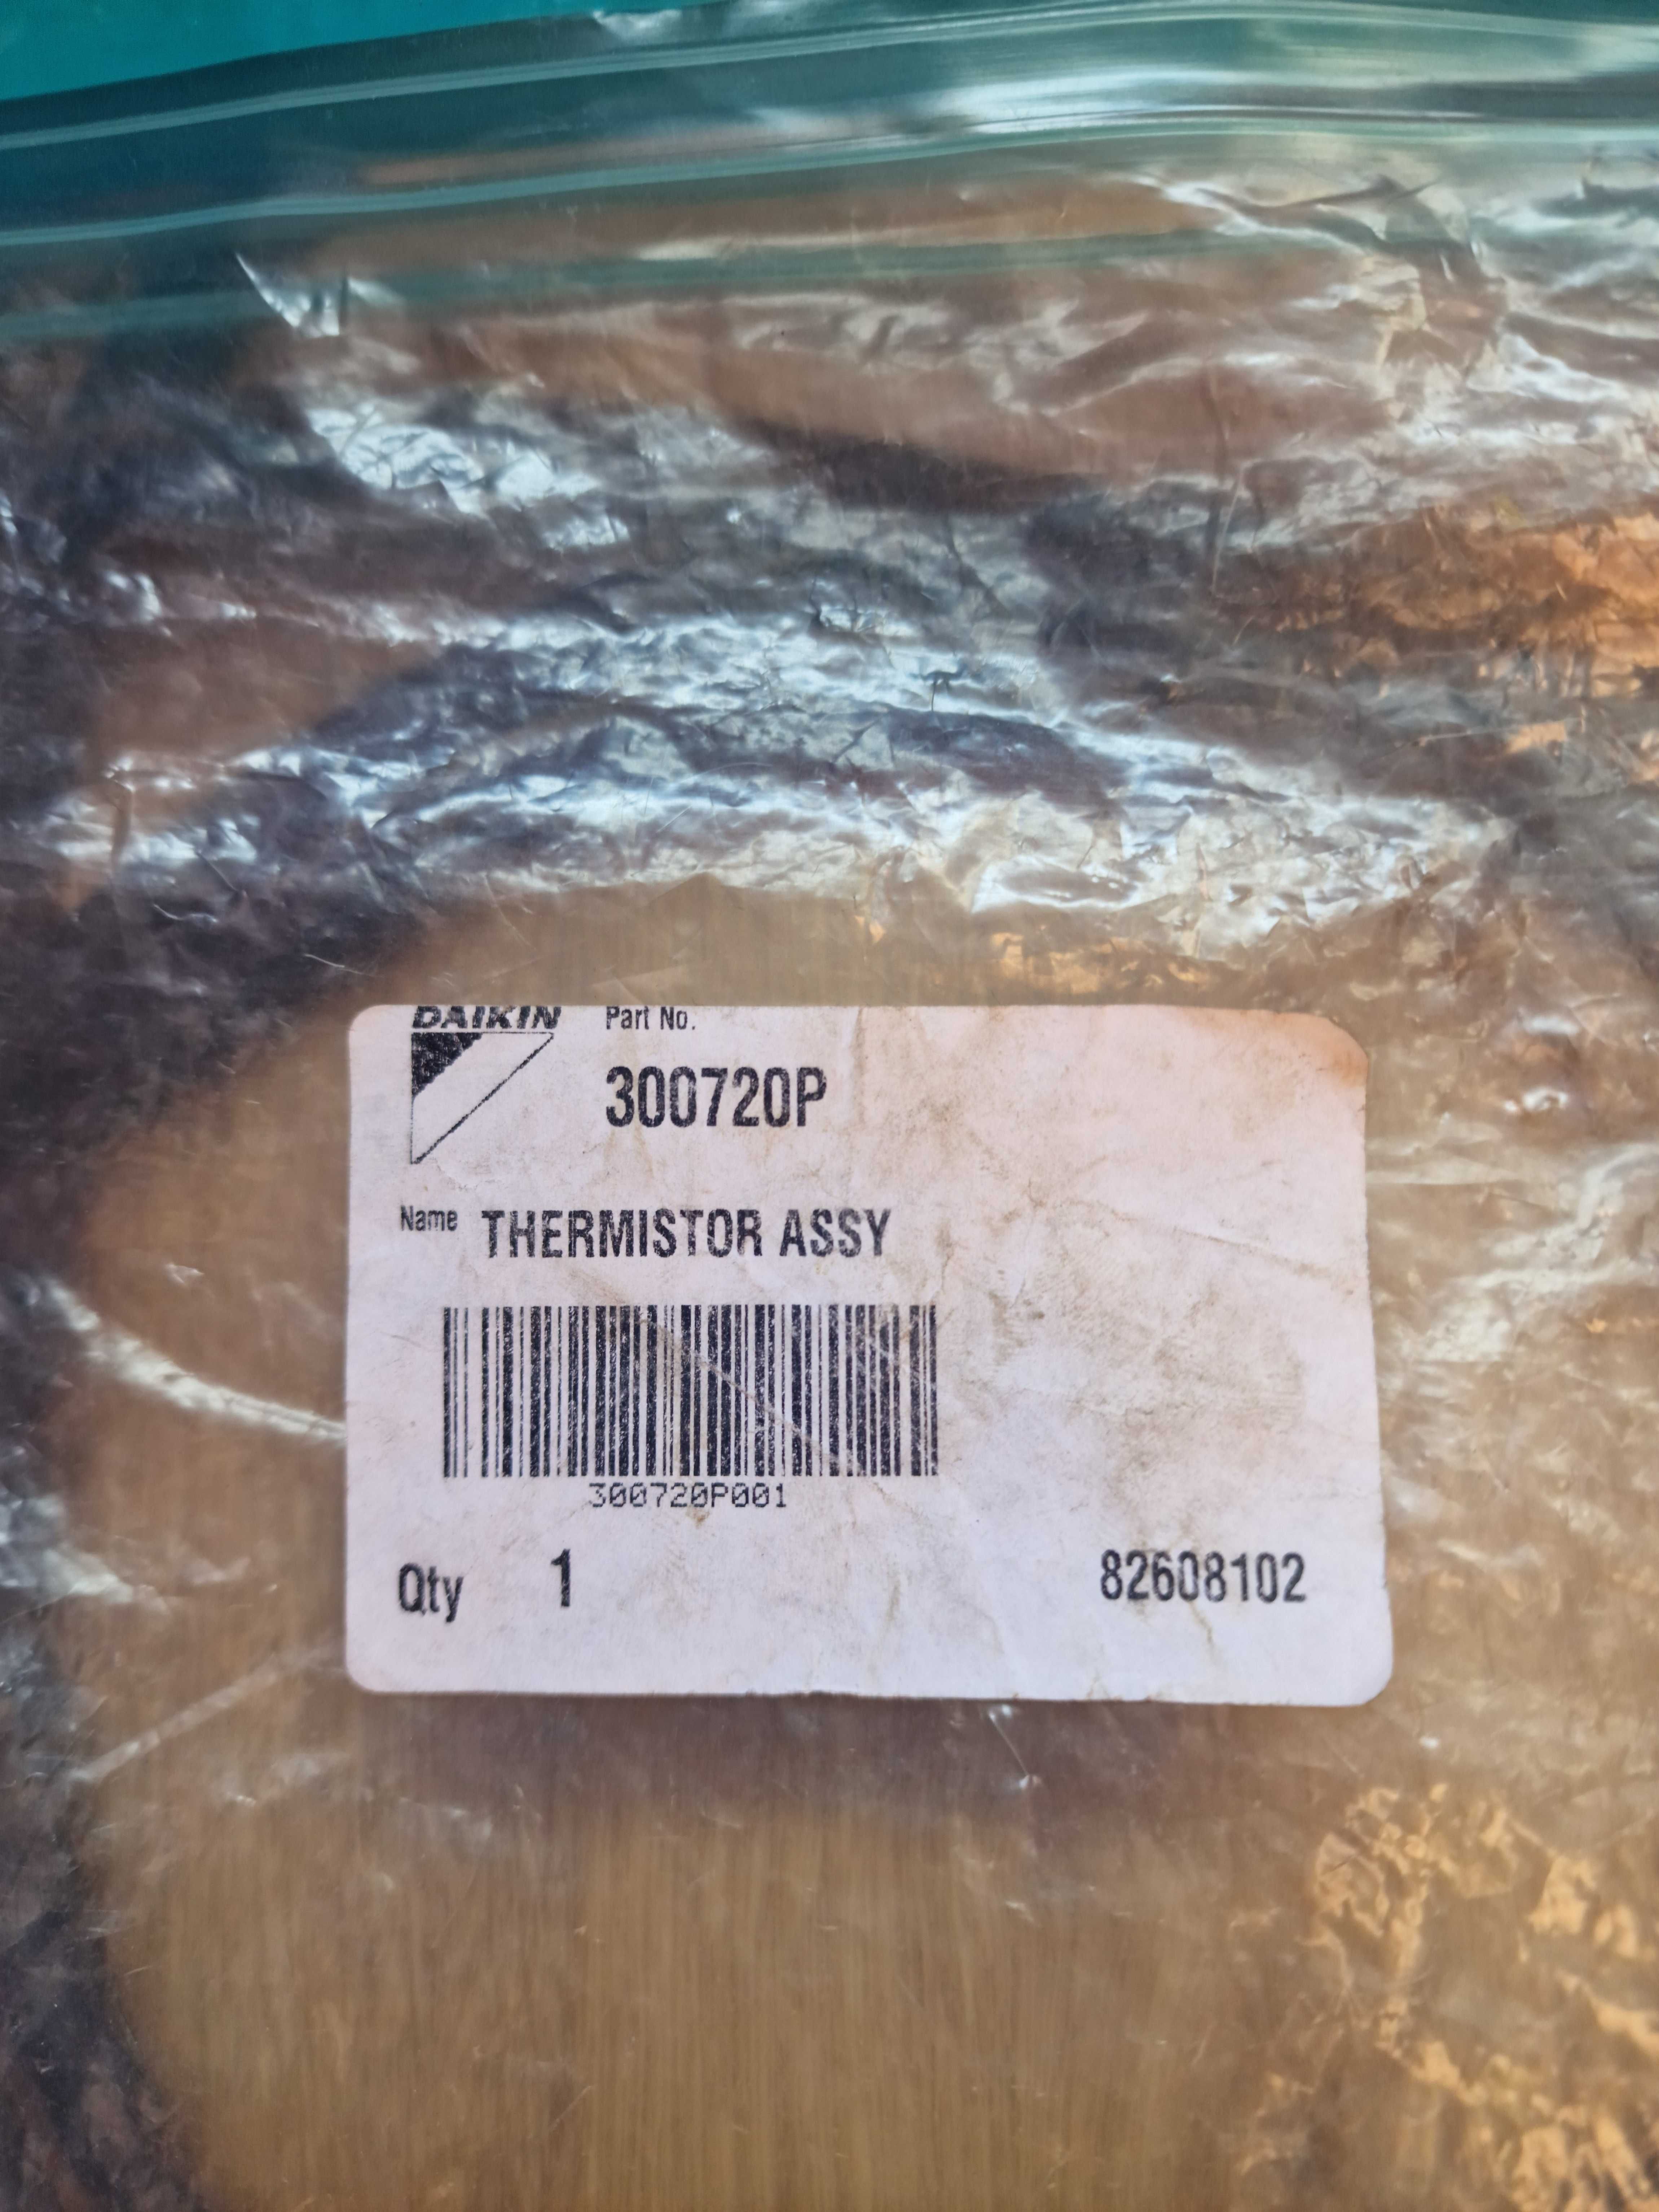 DAIKIN Part No.
300720P
Name THERMISTOR ASSY
300720P001
Qty 1 82608102